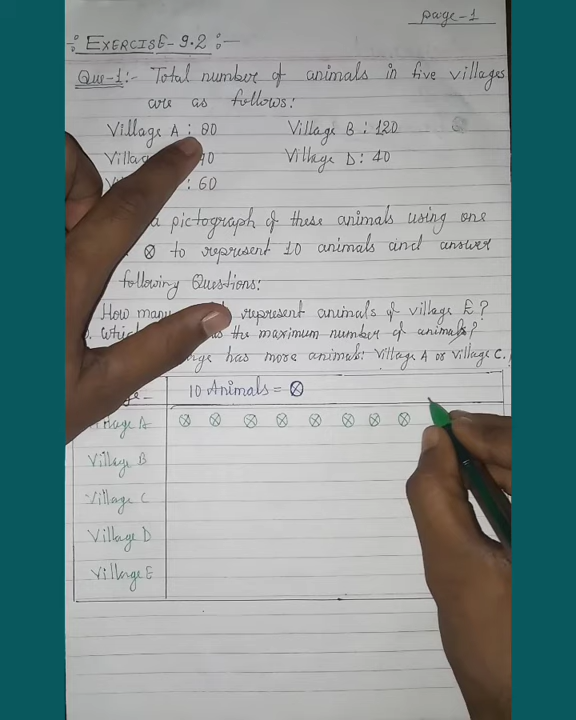 page-1
:- EXERCISE-9.2 :-
Que-1:- Total number of animals in five villages
are as follows:
Village A : 80 Village B : 120
Village D : 40
: 60
a pictograph of these animals using one
⊗ to represent 10 animals and answer
following Questions:
How many represent animals of village E?
the maximum number of animals?
has more animals: Village A or Village C.
10 Animals = ⊗
Village A ⊗ ⊗ ⊗ ⊗ ⊗ ⊗ ⊗ ⊗
Village B
Village C
Village D
Village E